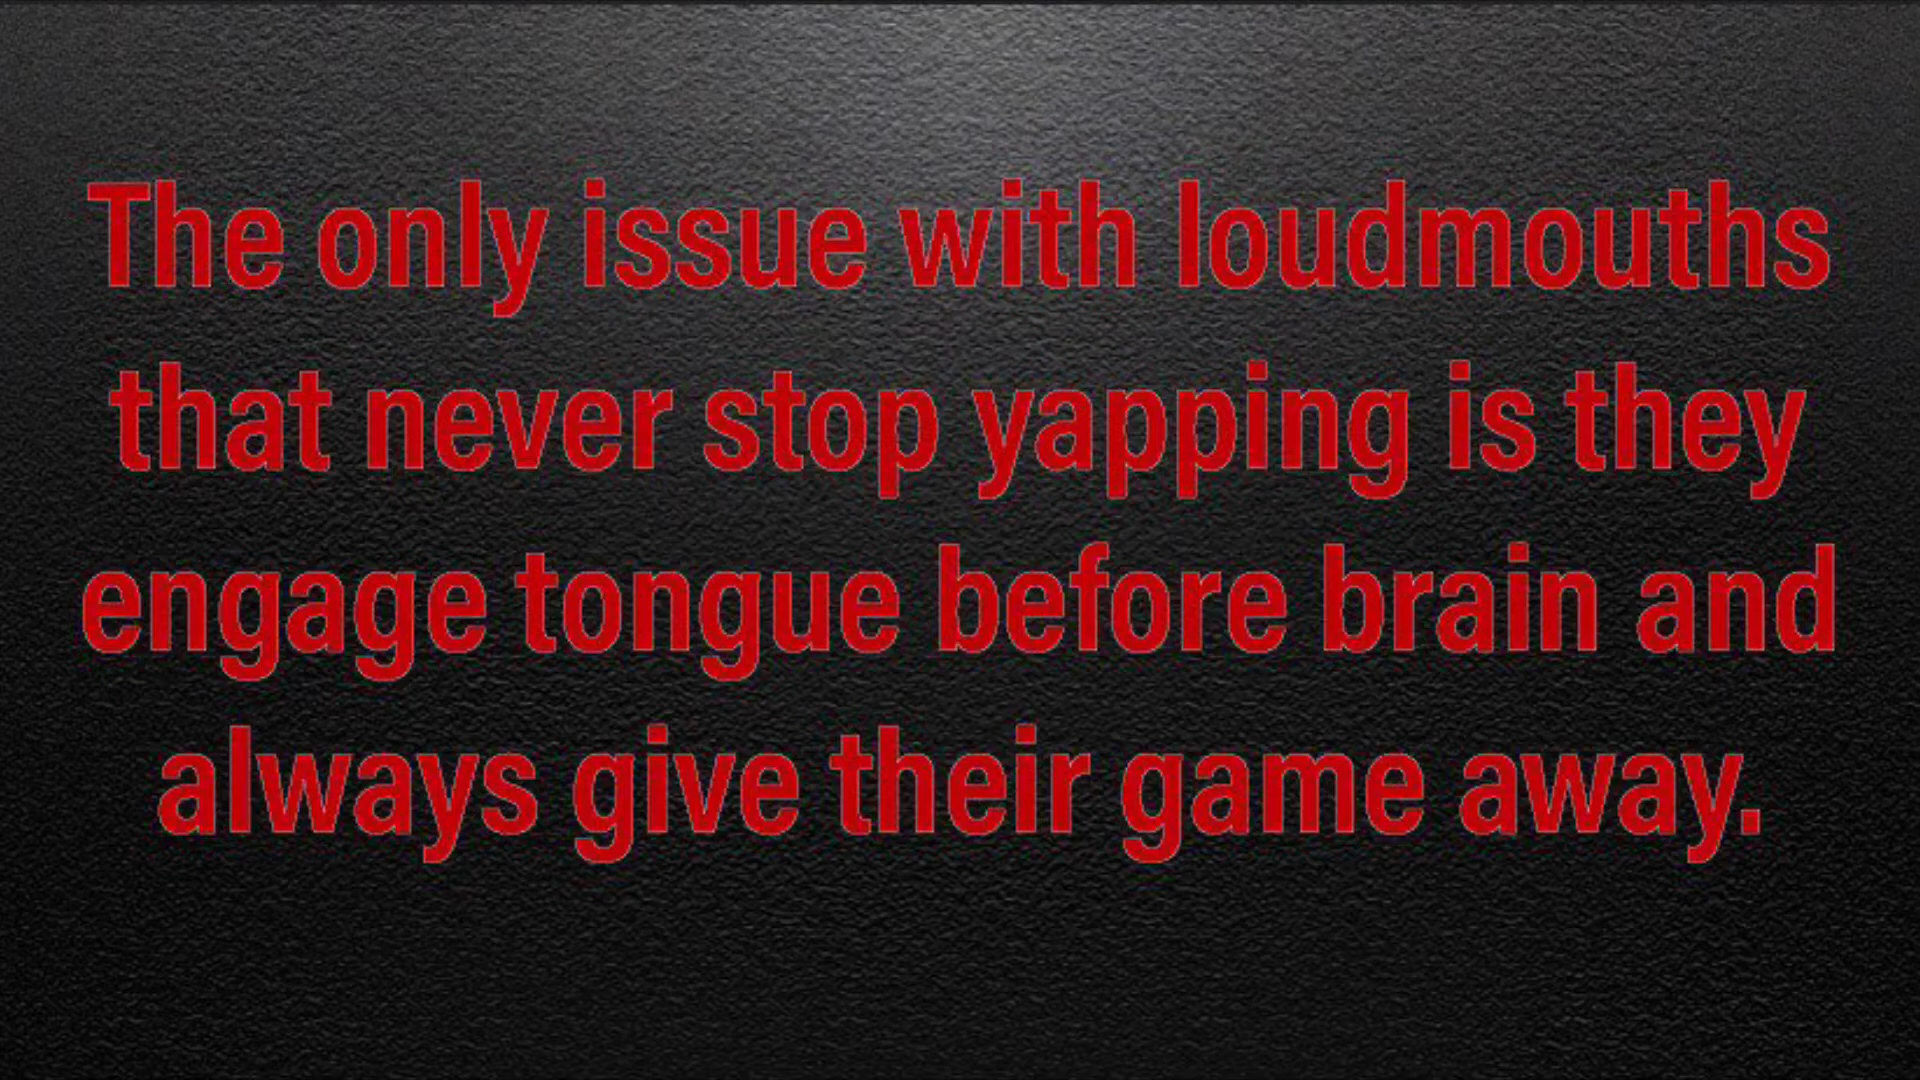 The only issue with loudmouths
that never stop yapping is they
engage tongue before brain and
always give their game away.